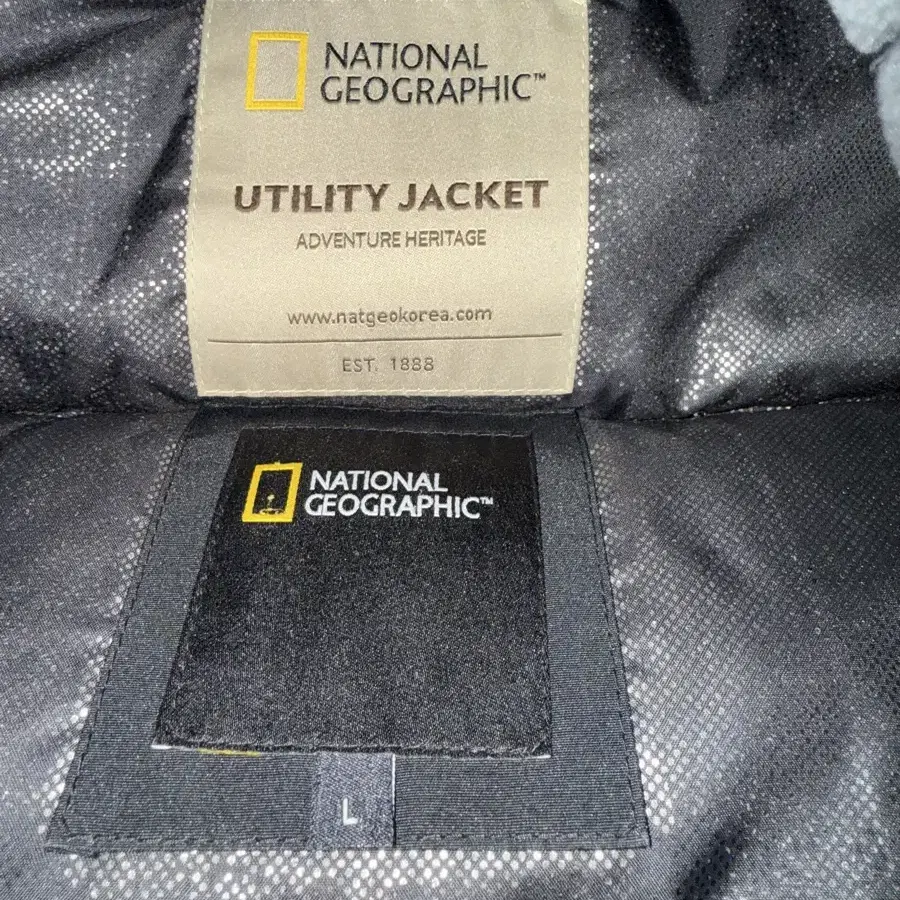 NATIONAL
GEOGRAPHIC™
UTILITY JACKET
ADVENTURE HERITAGE
www.natgeokorea.com
EST. 1888
NATIONAL
GEOGRAPHIC™
L